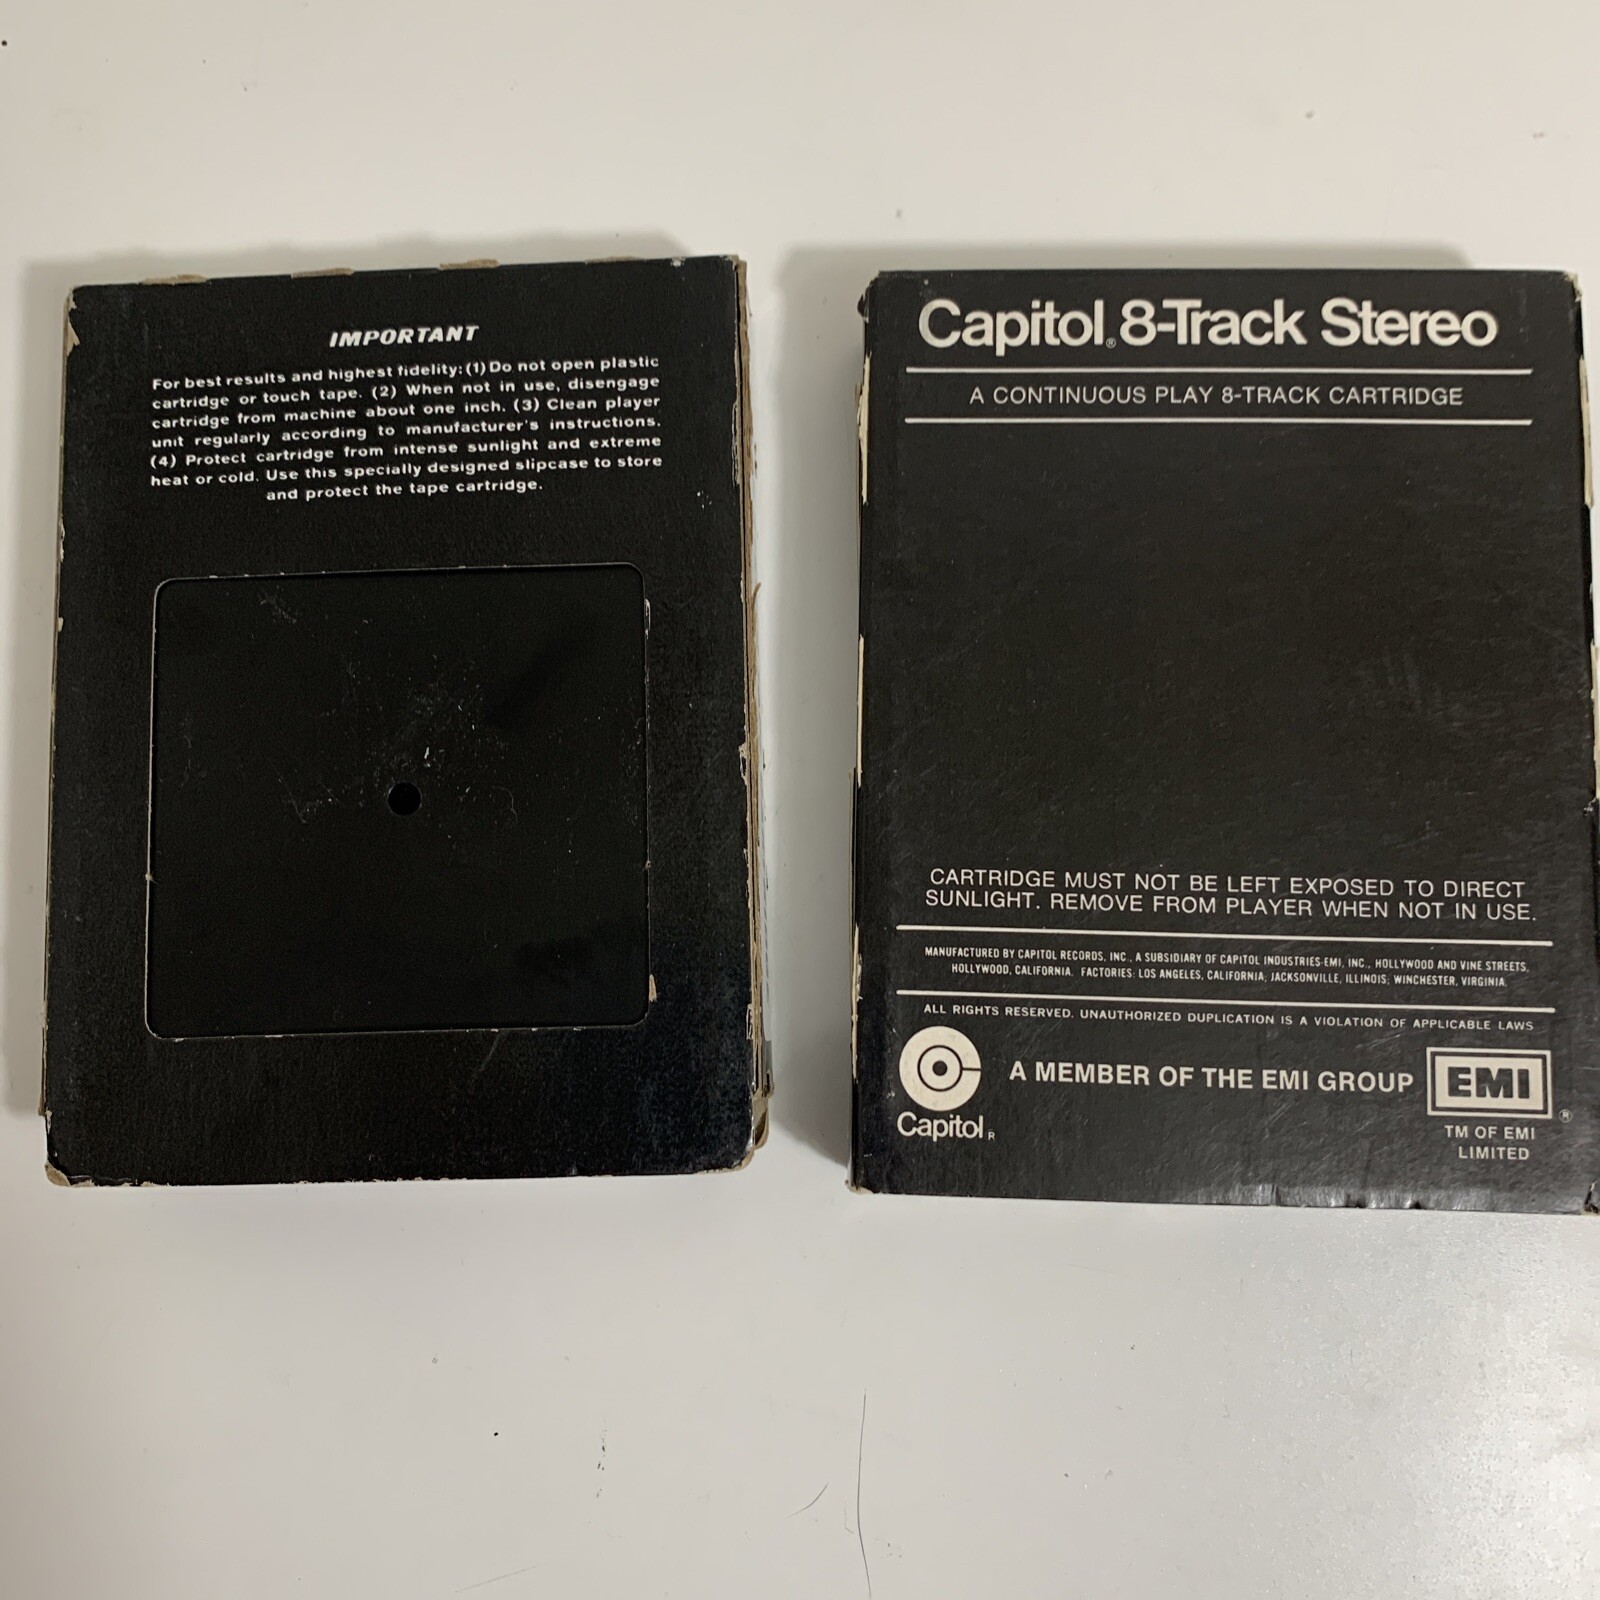 IMPORTANT
For best results and highest fidelity: (1) Do not open plastic
cartridge or touch tape. (2) When not in use, disengage
cartridge from machine about one inch. (3) Clean player
unit regularly according to manufacturer's instructions.
(4) Protect cartridge from intense sunlight and extreme
heat or cold. Use this specially designed slipcase to store
and protect the tape cartridge.
Capitol® 8-Track Stereo
A CONTINUOUS PLAY 8-TRACK CARTRIDGE
CARTRIDGE MUST NOT BE LEFT EXPOSED TO DIRECT
SUNLIGHT. REMOVE FROM PLAYER WHEN NOT IN USE.
MANUFACTURED BY CAPITOL RECORDS, INC., A SUBSIDIARY OF CAPITOL INDUSTRIES-EMI, INC., HOLLYWOOD AND VINE STREETS,
HOLLYWOOD, CALIFORNIA. FACTORIES: LOS ANGELES, CALIFORNIA; JACKSONVILLE, ILLINOIS; WINCHESTER, VIRGINIA.
ALL RIGHTS RESERVED. UNAUTHORIZED DUPLICATION IS A VIOLATION OF APPLICABLE LAWS
Capitol R
A MEMBER OF THE EMI GROUP
EMI ®
TM OF EMI
LIMITED